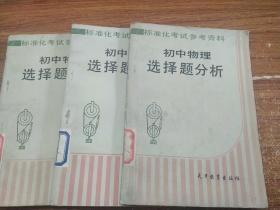 标准化考试
初中物
选择题
标准化考试
初中物
选择题
标准化考试参考资料
初中物理
选择题分析
天津教育出版社